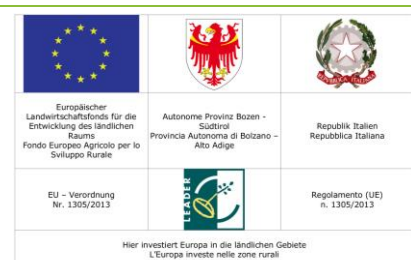 REPVBBLICA ITALIANA
Europäischer
Landwirtschaftsfonds für die
Entwicklung des ländlichen
Raums
Fondo Europeo Agricolo per lo
Sviluppo Rurale
Autonome Provinz Bozen -
Südtirol
Provincia Autonoma di Bolzano –
Alto Adige
Republik Italien
Repubblica Italiana
EU – Verordnung
Nr. 1305/2013
LEADER
Regolamento (UE)
n. 1305/2013
Hier investiert Europa in die ländlichen Gebiete
L'Europa investe nelle zone rurali